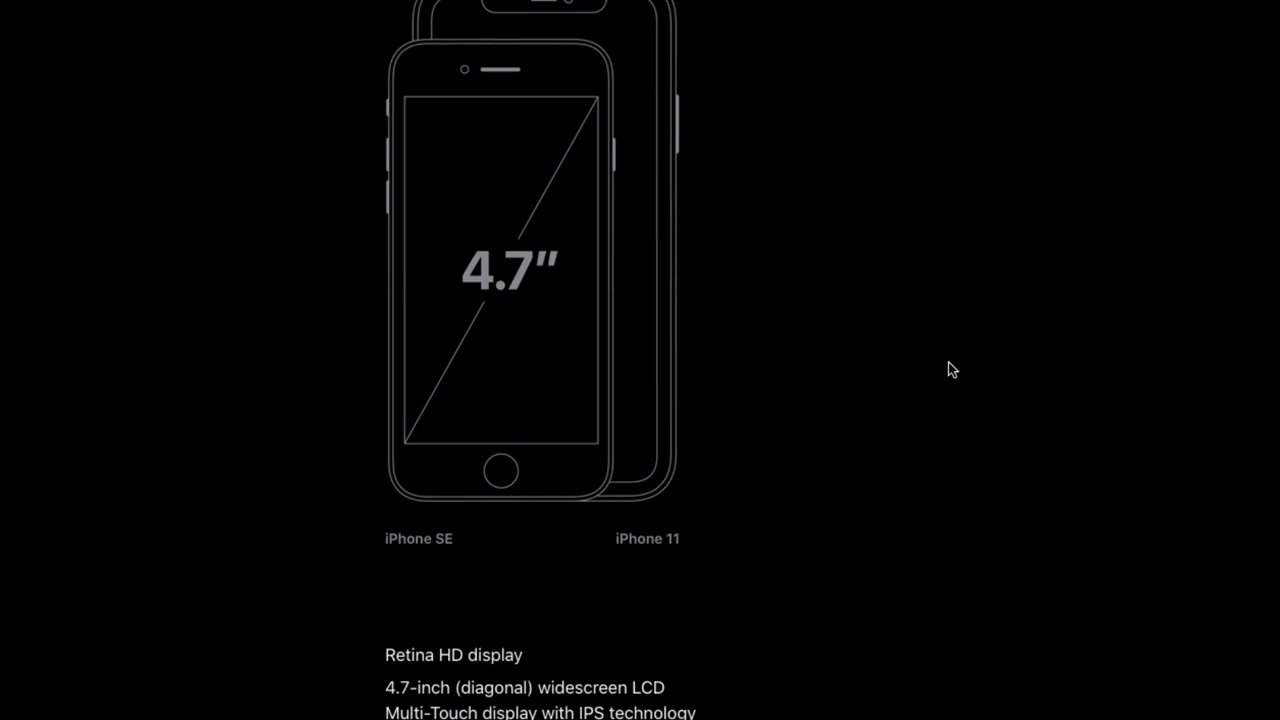 4.7"
iPhone SE
iPhone 11
Retina HD display
4.7-inch (diagonal) widescreen LCD
Multi-Touch display with IPS technology